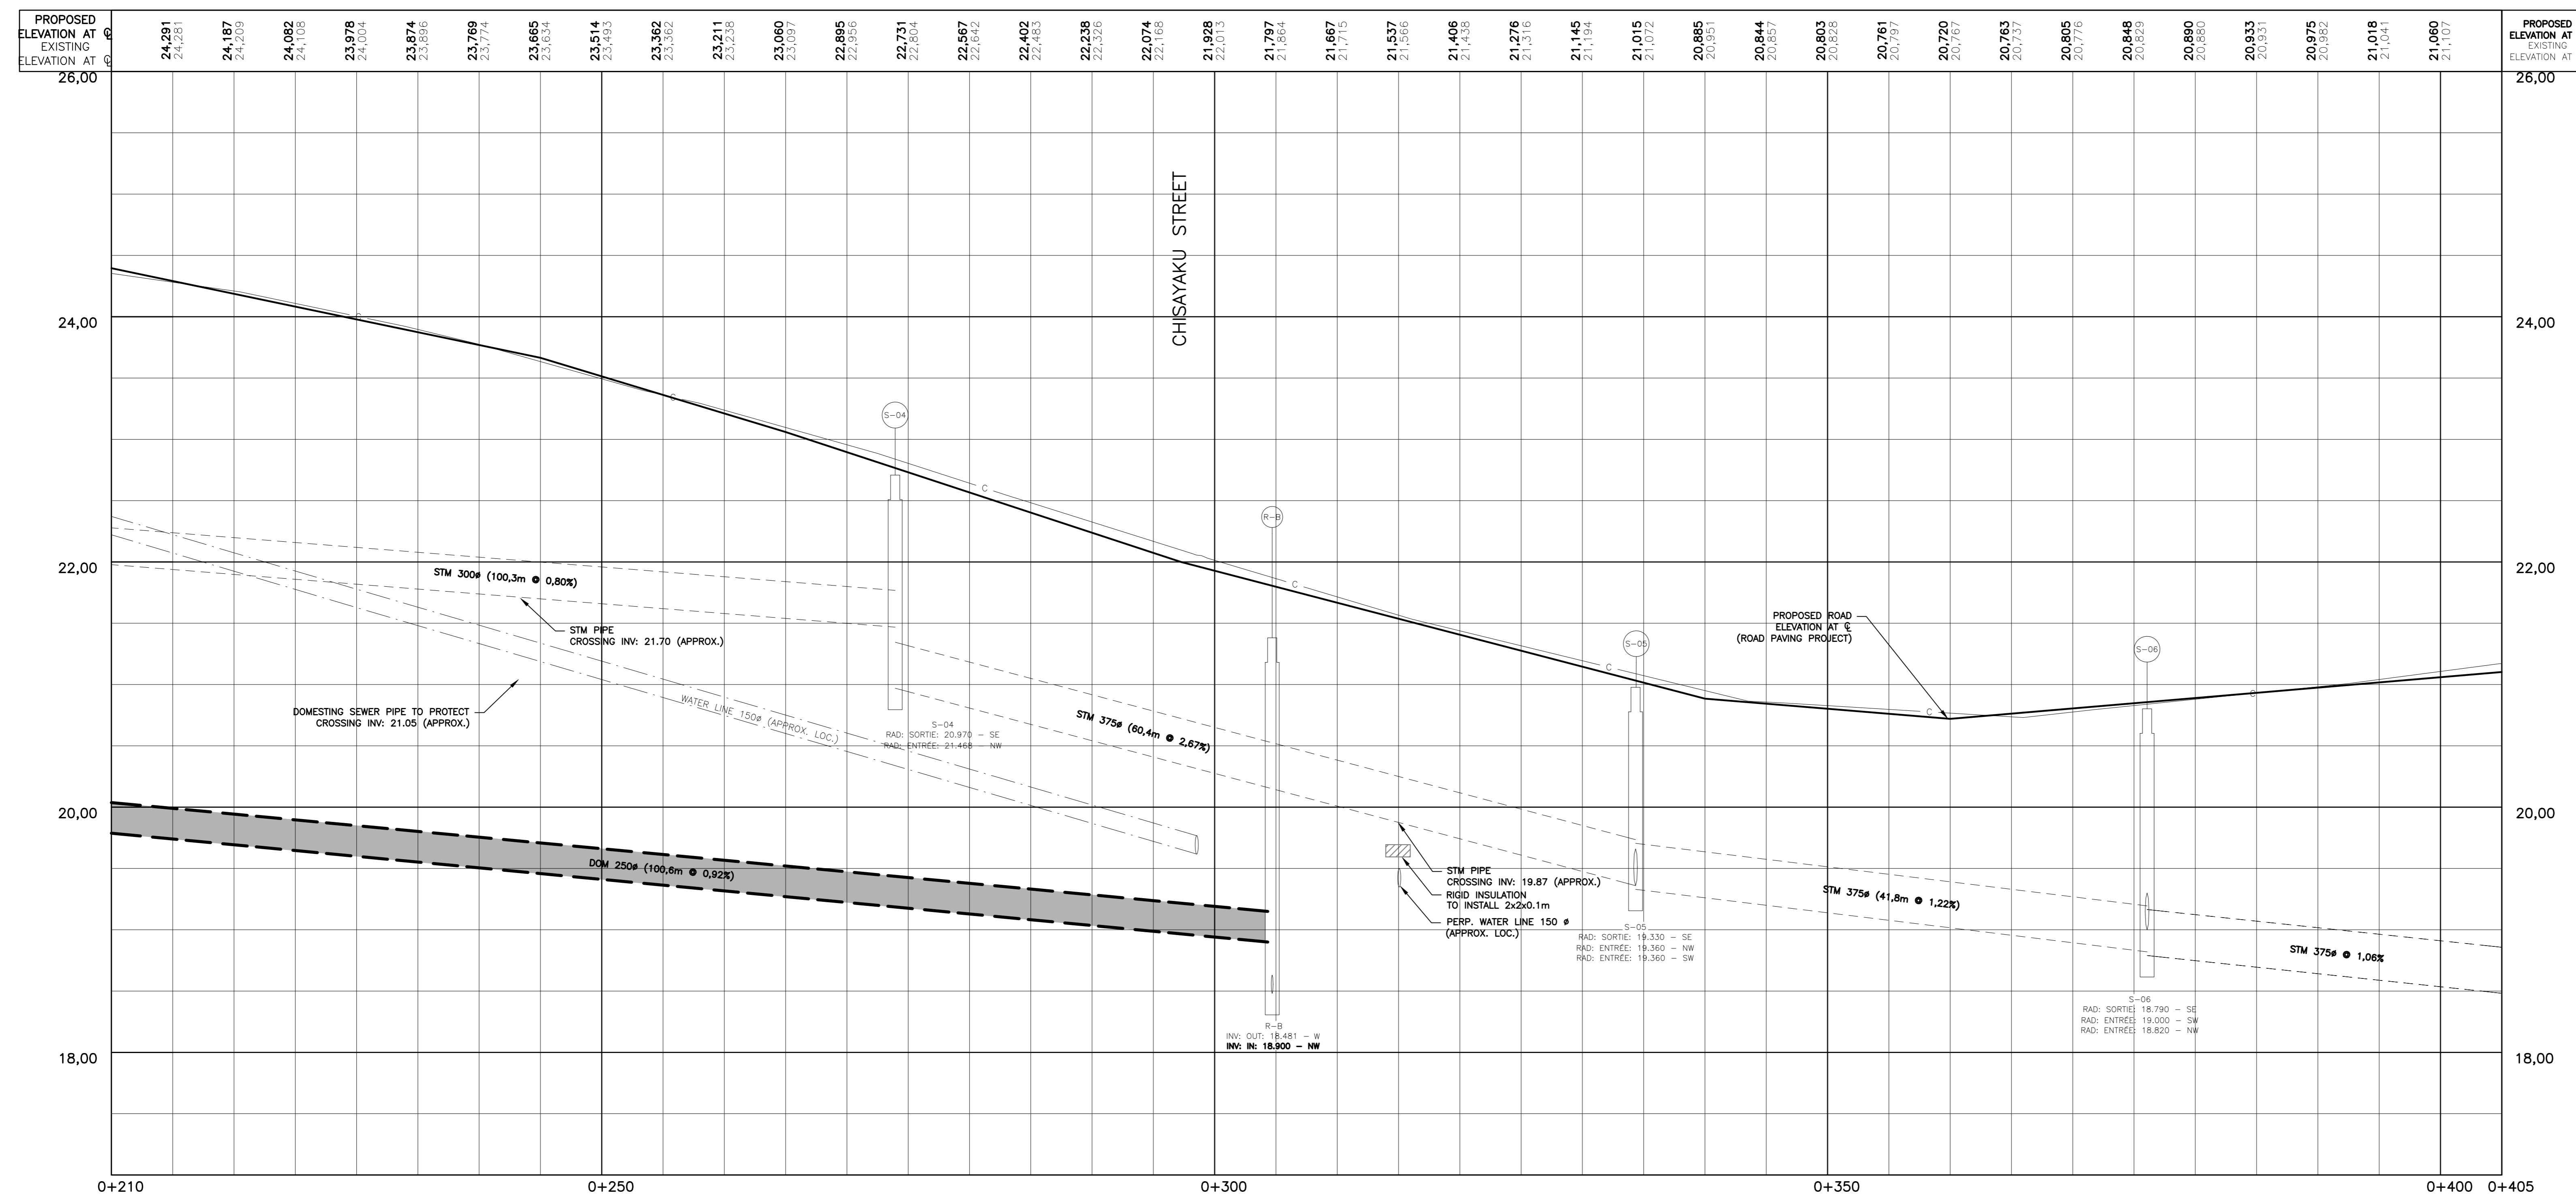 PROPOSED
ELEVATION AT ℄
EXISTING
ELEVATION AT ℄
24,291
24,281
24,187
24,209
24,082
24,108
23,978
24,004
23,874
23,896
23,769
23,774
23,665
23,634
23,514
23,493
23,362
23,362
23,211
23,238
23,060
23,097
22,895
22,956
22,731
22,804
22,567
22,642
22,402
22,483
22,238
22,326
22,074
22,168
21,928
22,013
21,797
21,864
21,667
21,715
21,537
21,566
21,406
21,438
21,276
21,316
21,145
21,194
21,015
21,072
20,885
20,951
20,844
20,857
20,803
20,828
20,761
20,797
20,720
20,767
20,763
20,737
20,805
20,776
20,848
20,829
20,890
20,880
20,933
20,931
20,975
20,982
21,018
21,041
21,060
21,107
PROPOSED
ELEVATION AT
EXISTING
ELEVATION AT
26,00
26,00
CHISAYAKU STREET
24,00
24,00
C
C
S-04
C
R-B
22,00
22,00
STM 300ø (100,3m @ 0,80%)
C
STM PIPE
CROSSING INV: 21.70 (APPROX.)
PROPOSED ROAD
ELEVATION AT ℄
(ROAD PAVING PROJECT)
S-05
S-06
C
C
C
DOMESTING SEWER PIPE TO PROTECT
CROSSING INV: 21.05 (APPROX.)
WATER LINE 150ø (APPROX. LOC.)
S-04
RAD: SORTIE: 20.970 - SE
RAD: ENTRÉE: 21.468 - NW
STM 375ø (60,4m @ 2,67%)
20,00
20,00
DOM 250ø (100,6m @ 0,92%)
STM PIPE
CROSSING INV: 19.87 (APPROX.)
RIGID INSULATION
TO INSTALL 2x2x0.1m
PERP. WATER LINE 150 ø
(APPROX. LOC.)
STM 375ø (41,8m @ 1,22%)
S-05
RAD: SORTIE: 19.330 - SE
RAD: ENTRÉE: 19.360 - NW
RAD: ENTRÉE: 19.360 - SW
STM 375ø @ 1,06%
S-06
RAD: SORTIE: 18.790 - SE
RAD: ENTRÉE: 19.000 - SW
RAD: ENTRÉE: 18.820 - NW
R-B
INV: OUT: 18.481 - W
INV: IN: 18.900 - NW
18,00
18,00
0+210
0+250
0+300
0+350
0+400
0+405